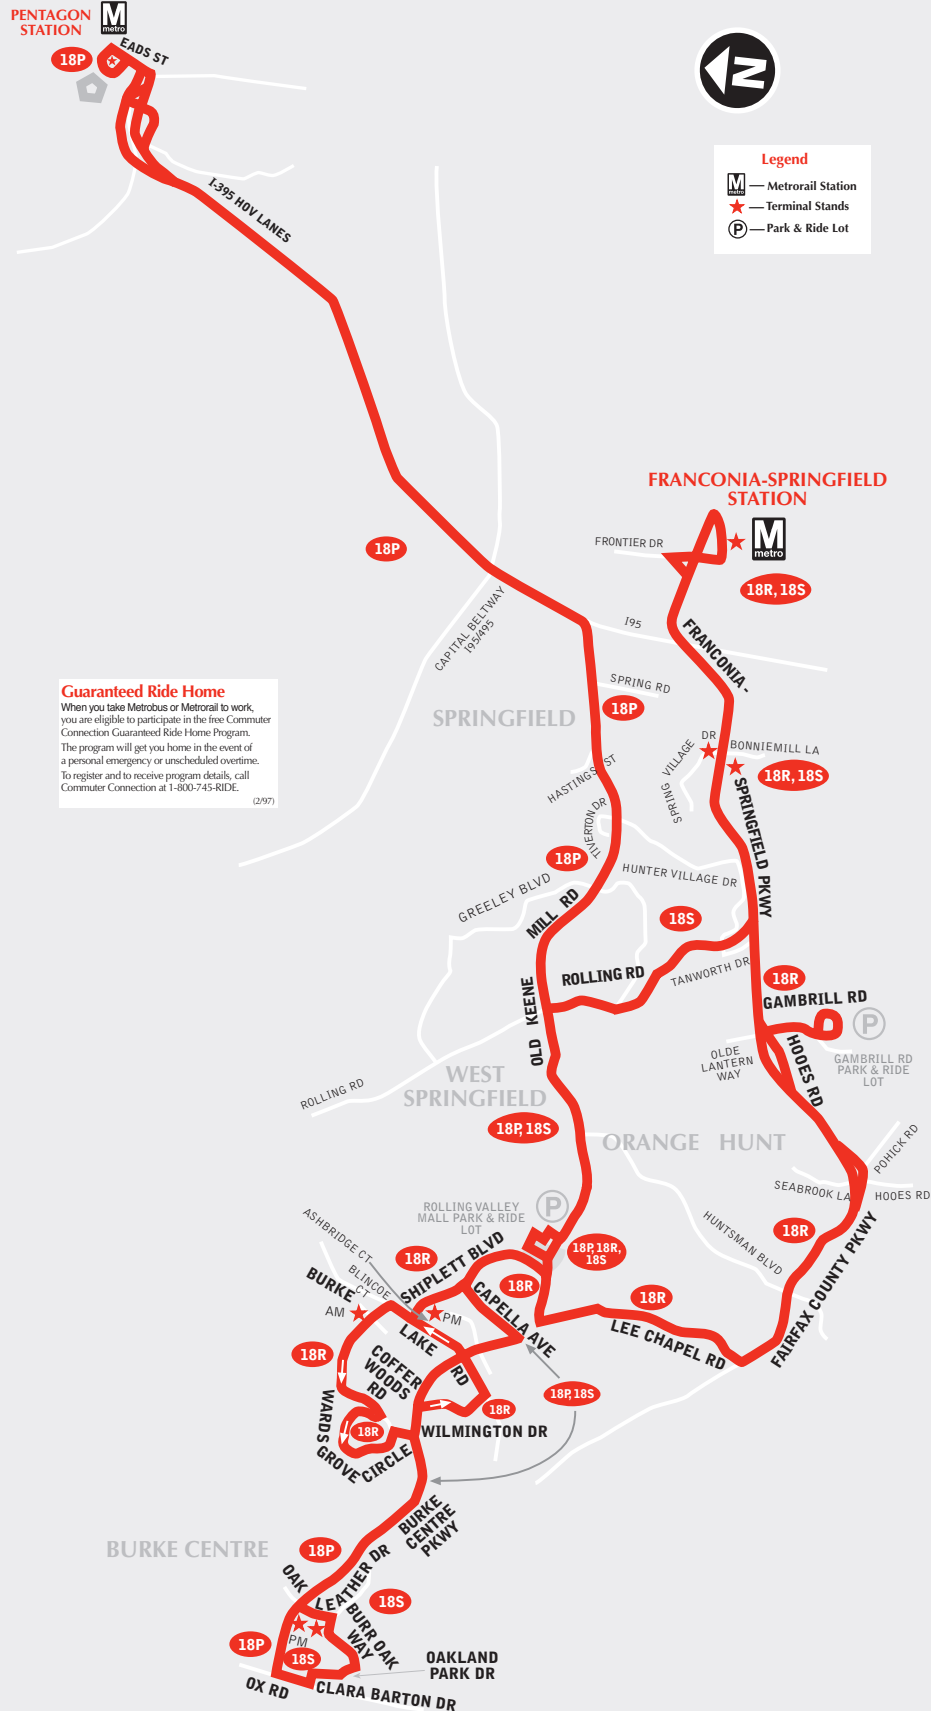 PENTAGON
STATION
M
metro
EADS ST
18P
N
Legend
M
metro
Metrorail Station
Terminal Stands
P
Park & Ride Lot
I-395 HOV LANES
FRANCONIA-SPRINGFIELD
STATION
M
metro
FRONTIER DR
18P
18R, 18S
CAPITAL BELTWAY
I95/495
I95
FRANCONIA -
Guaranteed Ride Home
When you take Metrobus or Metrorail to work,
you are eligible to participate in the free Commuter
Connection Guaranteed Ride Home Program.
The program will get you home in the event of
a personal emergency or unscheduled overtime.
To register and to receive program details, call
Commuter Connection at 1-800-745-RIDE.
(2/97)
SPRING RD
18P
SPRINGFIELD
SPRING VILLAGE DR
BONNIEMILL LA
18R, 18S
HASTINGS ST
SPRINGFIELD PKWY
TIVERTON DR
18P
HUNTER VILLAGE DR
GREELEY BLVD
MILL RD
18S
ROLLING RD
TANWORTH DR
18R
GAMBRILL RD
P
OLD KEENE
HOOES RD
OLDE
LANTERN
WAY
GAMBRILL RD
PARK & RIDE
LOT
WEST
SPRINGFIELD
ROLLING RD
18P, 18S
ORANGE HUNT
POHICK RD
SEABROOK LA
HOOES RD
ROLLING VALLEY
MALL PARK & RIDE
LOT
P
ASHBRIDGE CT
HUNTSMAN BLVD
18R
18R
SHIPLETT BLVD
18P, 18R,
18S
FAIRFAX COUNTY PKWY
BLINCOE
CT
18R
BURKE
AM
PM
CAPELLA AVE
18R
LAKE
RD
LEE CHAPEL RD
18R
COFFER
WOODS
RD
18P, 18S
WARDS
18R
18R
WILMINGTON DR
GROVE CIRCLE
BURKE
CENTRE
PKWY
BURKE CENTRE
18P
OAK
LEATHER DR
18S
BURR OAK
WAY
PM
18P
18S
OAKLAND
PARK DR
OX RD
CLARA BARTON DR